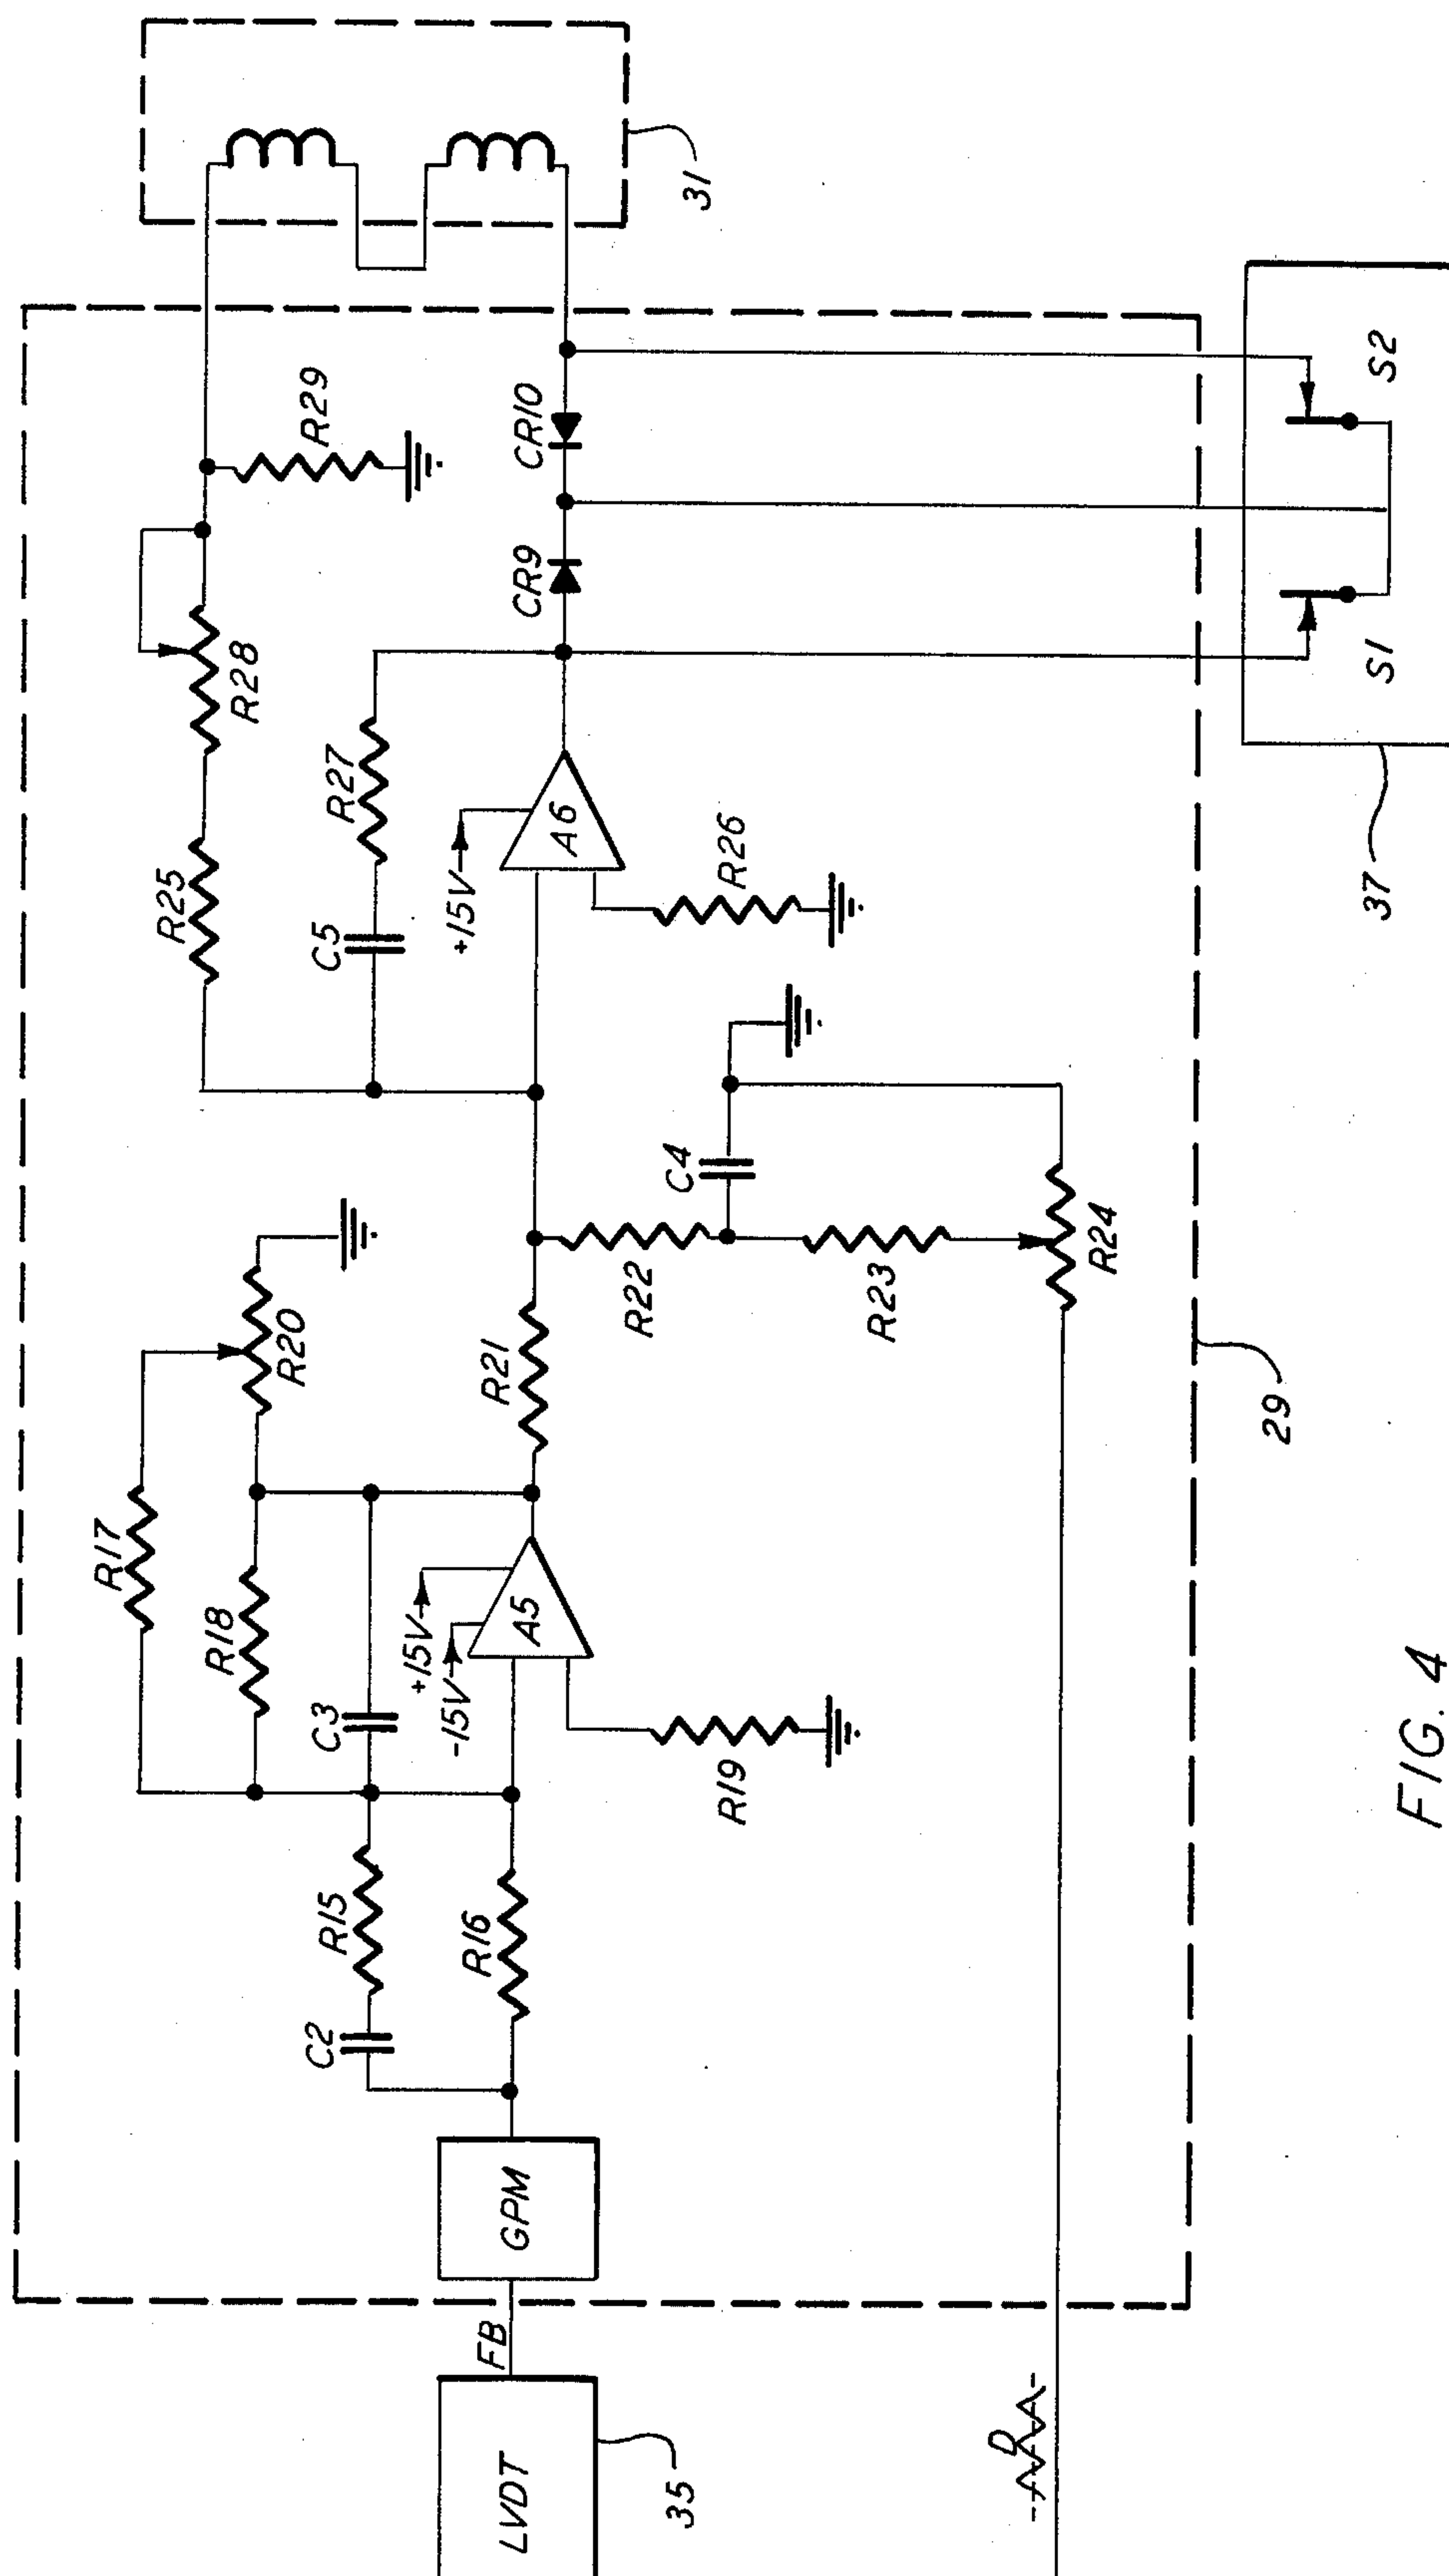 31
R29
R28
R25
R27
C5
CR10
CR9
A6
+15V
R26
S2
S1
37
R17
R18
R20
C3
+15V
-15V
A5
R21
R22
C4
R23
R24
R19
R15
C2
R16
GPM
FB
LVDT
35
D
29
FIG. 4